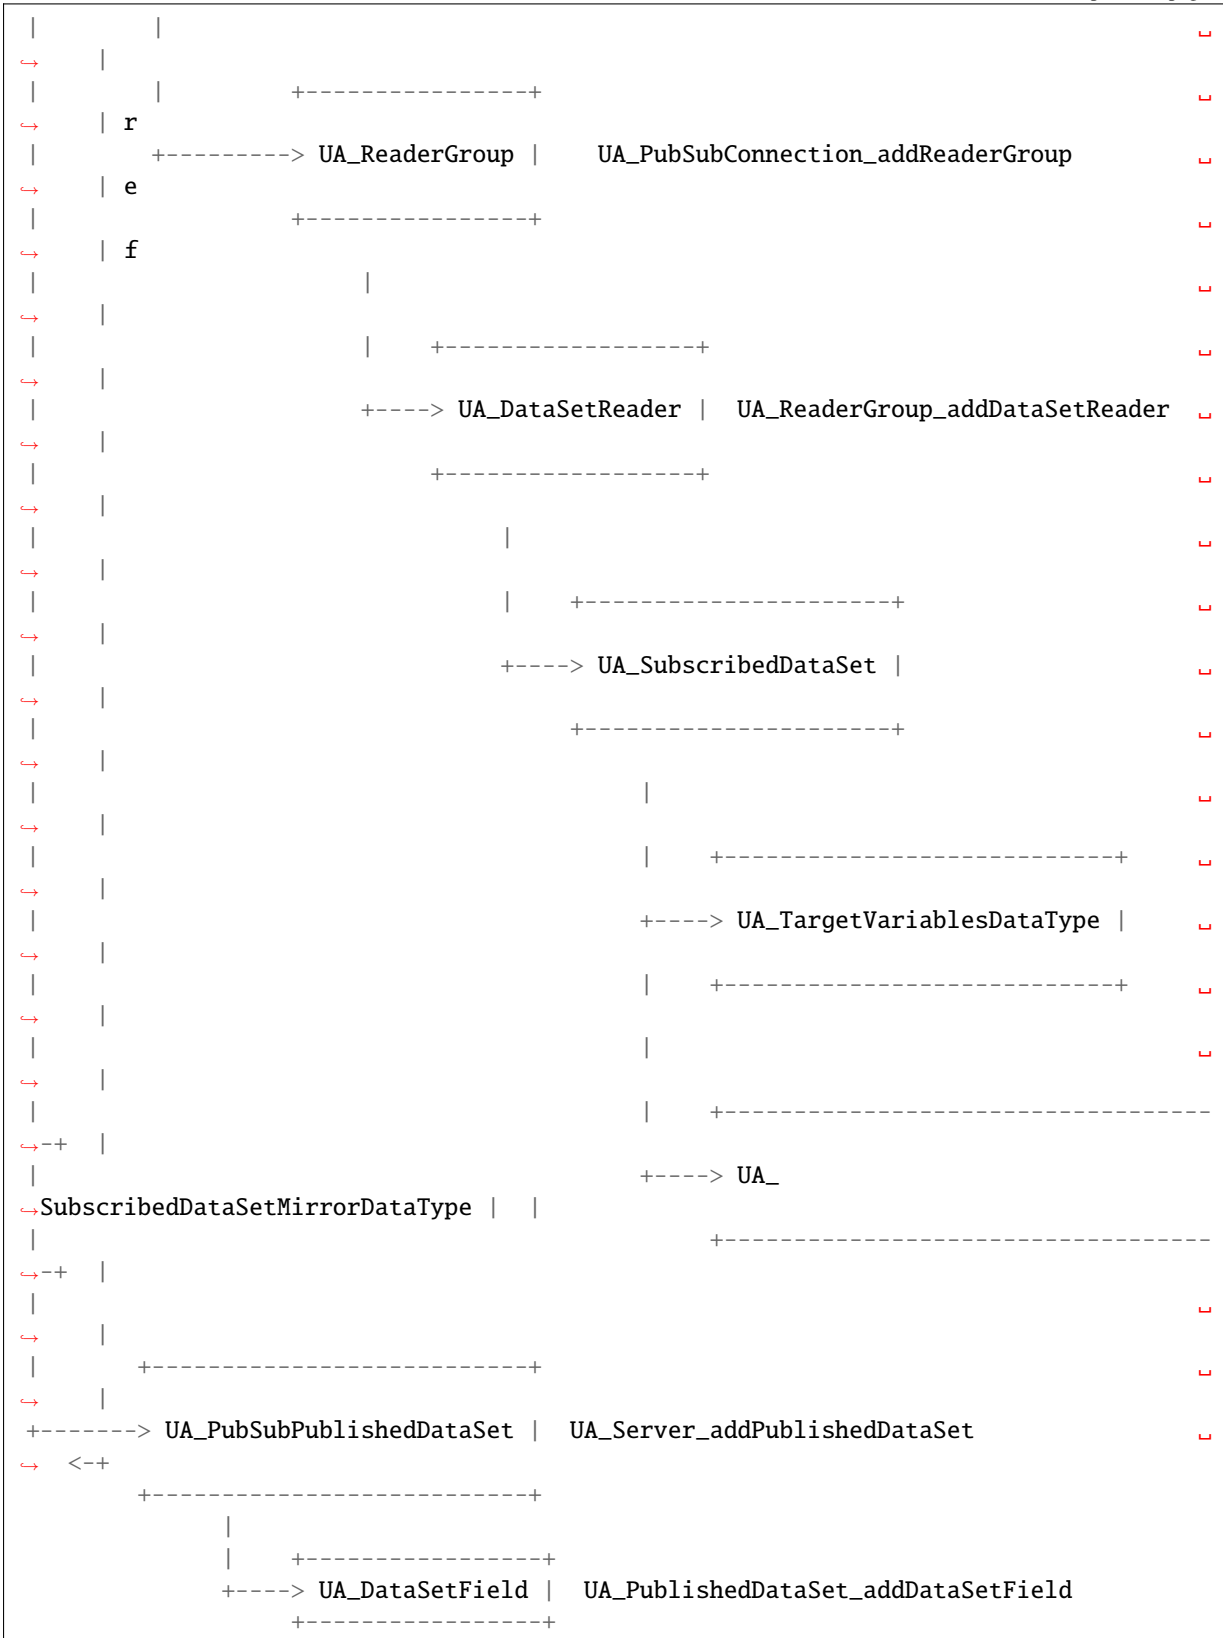 |        |                                                                          ␣
↪    |
|        |         +----------------+                                               ␣
↪    | r
|        +---------> UA_ReaderGroup |    UA_PubSubConnection_addReaderGroup         ␣
↪    | e
|                  +----------------+                                               ␣
↪    | f
|                       |                                                           ␣
↪    |
|                       |    +------------------+                                   ␣
↪    |
|                       +----> UA_DataSetReader |  UA_ReaderGroup_addDataSetReader  ␣
↪    |
|                            +------------------+                                   ␣
↪    |
|                                 |                                                 ␣
↪    |
|                                 |    +----------------------+                     ␣
↪    |
|                                 +----> UA_SubscribedDataSet |                     ␣
↪    |
|                                      +----------------------+                     ␣
↪    |
|                                           |                                       ␣
↪    |
|                                           |    +----------------------------+     ␣
↪    |
|                                           +----> UA_TargetVariablesDataType |     ␣
↪    |
|                                           |    +----------------------------+     ␣
↪    |
|                                           |                                       ␣
↪    |
|                                           |    +-----------------------------------
↪-+  |
|                                           +----> UA_
↪SubscribedDataSetMirrorDataType |  |
|                                                +-----------------------------------
↪-+  |
|                                                                                   ␣
↪    |
|       +---------------------------+                                               ␣
↪    |
+-------> UA_PubSubPublishedDataSet |  UA_Server_addPublishedDataSet                ␣
↪  <-+
        +---------------------------+
              |
              |    +-----------------+
              +----> UA_DataSetField |  UA_PublishedDataSet_addDataSetField
                   +-----------------+